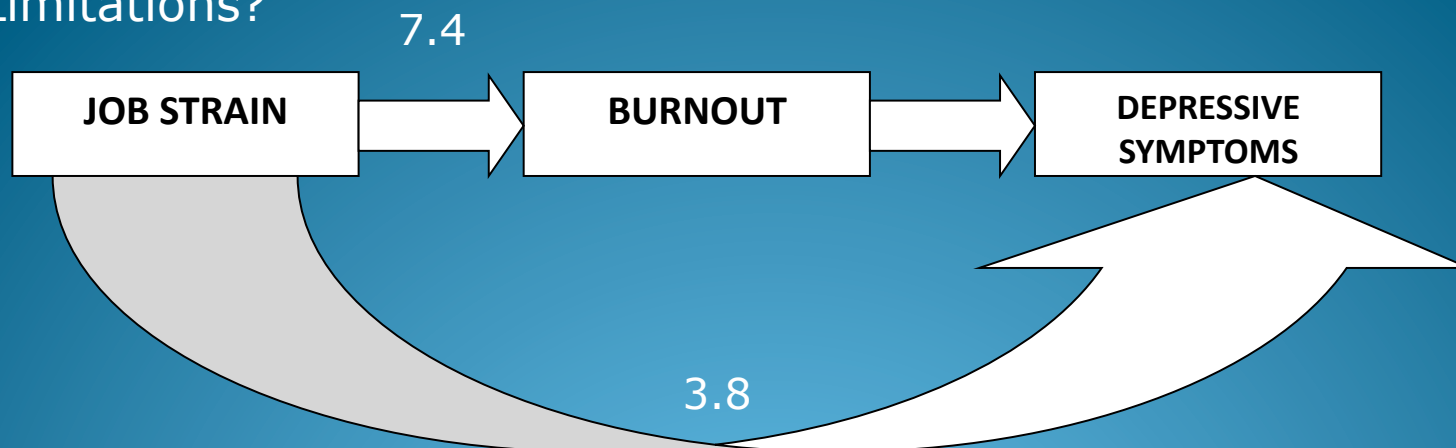 Limitations?
7.4
JOB STRAIN
BURNOUT
DEPRESSIVE
SYMPTOMS
3.8